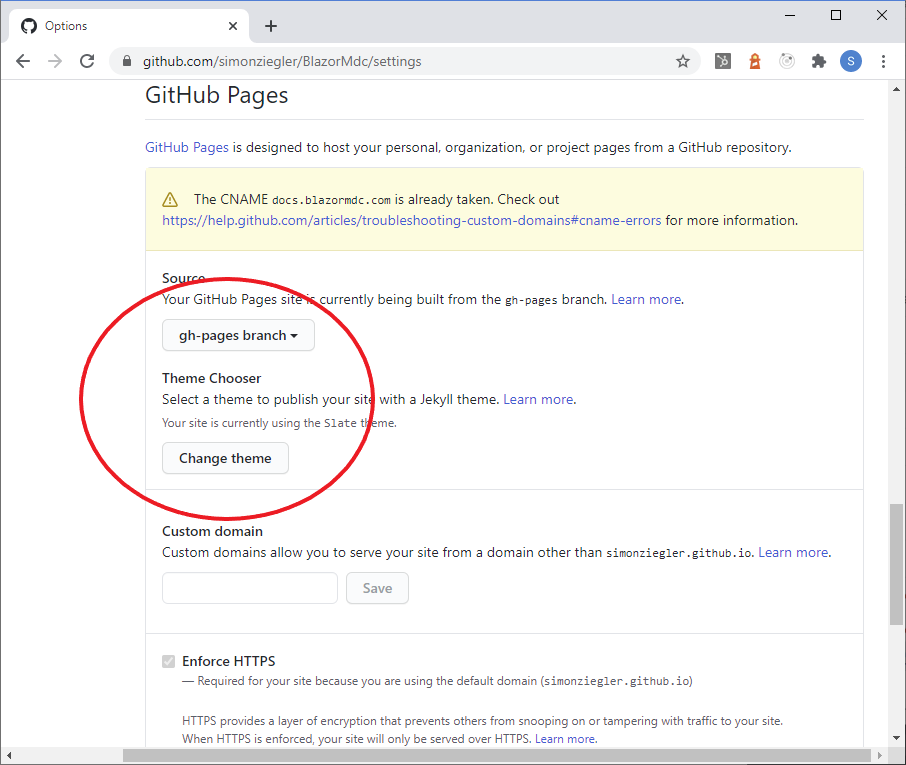 Options
github.com/simonziegler/BlazorMdc/settings
S
GitHub Pages
GitHub Pages is designed to host your personal, organization, or project pages from a GitHub repository.
The CNAME docs.blazormdc.com is already taken. Check out
https://help.github.com/articles/troubleshooting-custom-domains#cname-errors for more information.
Source
Your GitHub Pages site is currently being built from the gh-pages branch. Learn more.
gh-pages branch
Theme Chooser
Select a theme to publish your site with a Jekyll theme. Learn more.
Your site is currently using the Slate theme.
Change theme
Custom domain
Custom domains allow you to serve your site from a domain other than simonziegler.github.io. Learn more.
Save
Enforce HTTPS
— Required for your site because you are using the default domain (simonziegler.github.io)
HTTPS provides a layer of encryption that prevents others from snooping on or tampering with traffic to your site.
When HTTPS is enforced, your site will only be served over HTTPS. Learn more.